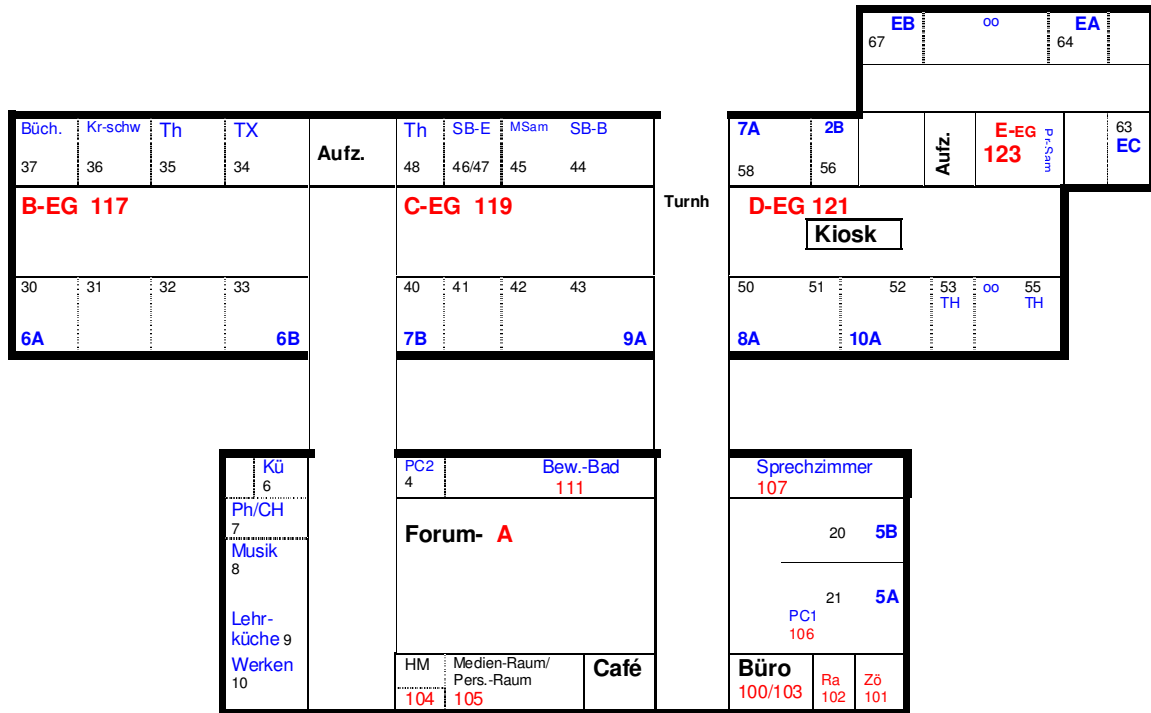 EB oo EA
67 64
Büch. Kr-schw Th TX
37 36 35 34
Aufz.
Th SB-E MSam SB-B
48 46/47 45 44
Turnh
7A 2B
58 56
Aufz.
E-EG
123
Pr-Sam
63
EC
B-EG 117
C-EG 119
D-EG 121
Kiosk
30 31 32 33
6A 6B
40 41 42 43
7B 9A
50 51 52 53 oo 55
TH TH
8A 10A
Kü
6
Ph/CH
7
Musik
8
Lehr-
küche 9
Werken
10
PC2 Bew.-Bad
4 111
Forum- A
HM Medien-Raum/
Pers.-Raum
104 105
Café
Sprechzimmer
107
20 5B
21 5A
PC1
106
Büro
100/103
Ra
102
Zö
101